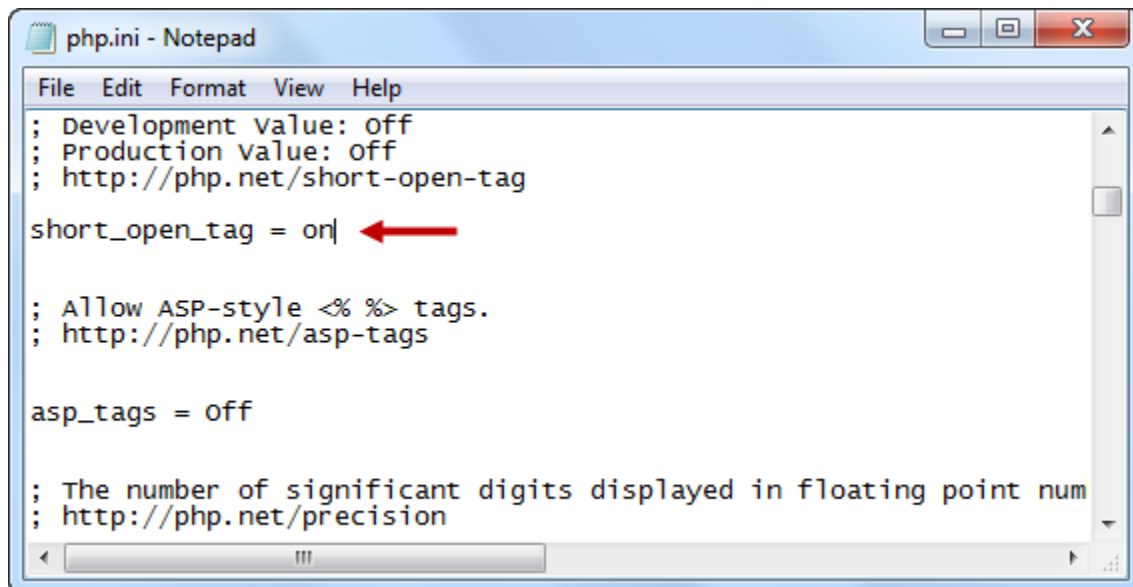 php.ini - Notepad
File Edit Format View Help
; Development Value: Off
; Production Value: Off
; http://php.net/short-open-tag
short_open_tag = on
; Allow ASP-style <% %> tags.
; http://php.net/asp-tags
asp_tags = Off
; The number of significant digits displayed in floating point num
; http://php.net/precision